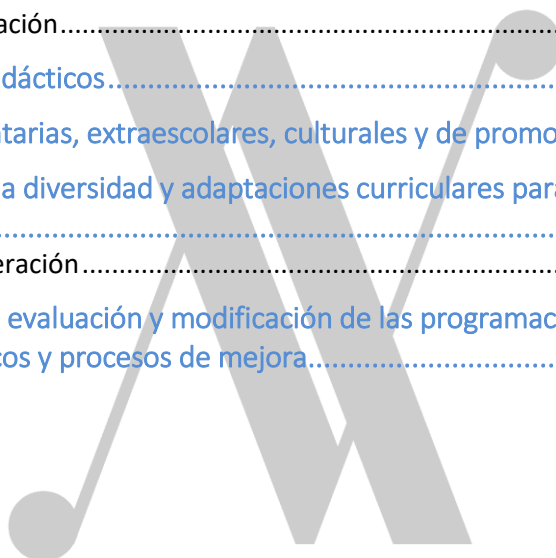 ación....................................................................
dácticos................................................................
tarias, extraescolares, culturales y de promo
a diversidad y adaptaciones curriculares para
.................................................................................
eración................................................................
evaluación y modificación de las programac
cos y procesos de mejora....................................